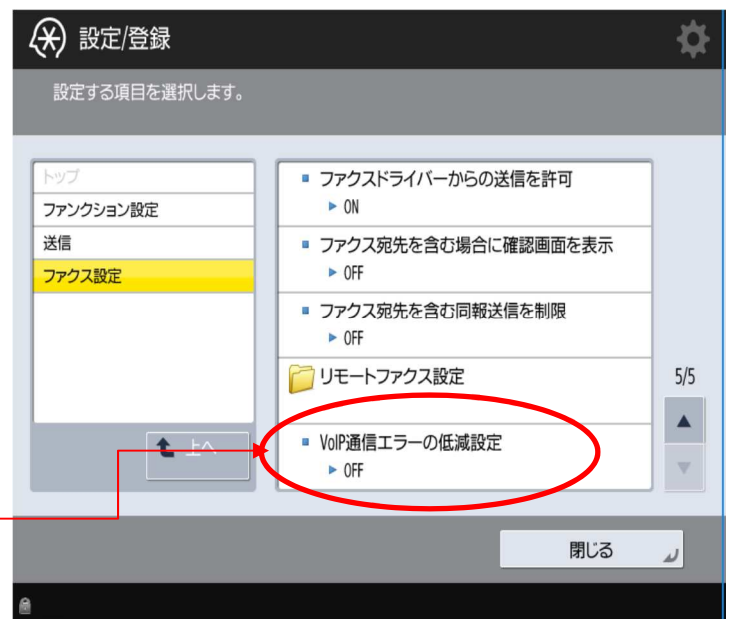 設定/登録
設定する項目を選択します。
トップ
ファンクション設定
送信
ファクス設定
上へ
ファクスドライバーからの送信を許可
ON
ファクス宛先を含む場合に確認画面を表示
OFF
ファクス宛先を含む同報送信を制限
OFF
リモートファクス設定
VoIP通信エラーの低減設定
OFF
5/5
閉じる